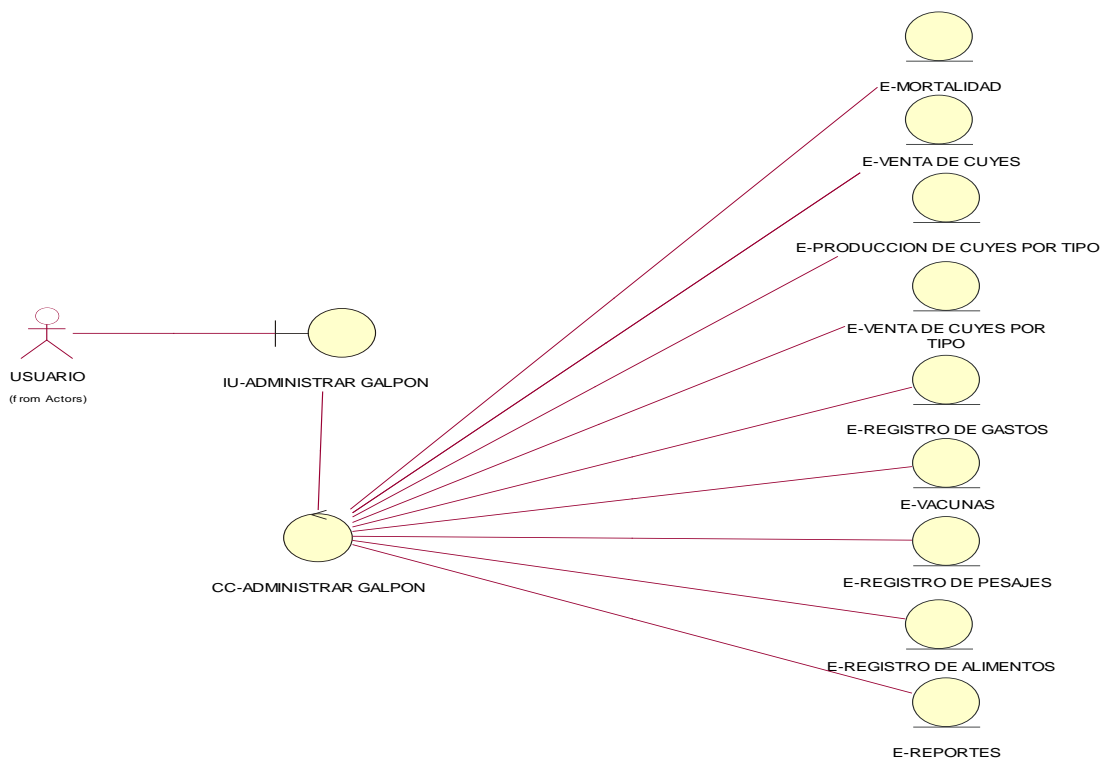 E-MORTALIDAD
E-VENTA DE CUYES
E-PRODUCCION DE CUYES POR TIPO
E-VENTA DE CUYES POR
TIPO
USUARIO
(from Actors)
IU-ADMINISTRAR GALPON
E-REGISTRO DE GASTOS
E-VACUNAS
E-REGISTRO DE PESAJES
CC-ADMINISTRAR GALPON
E-REGISTRO DE ALIMENTOS
E-REPORTES